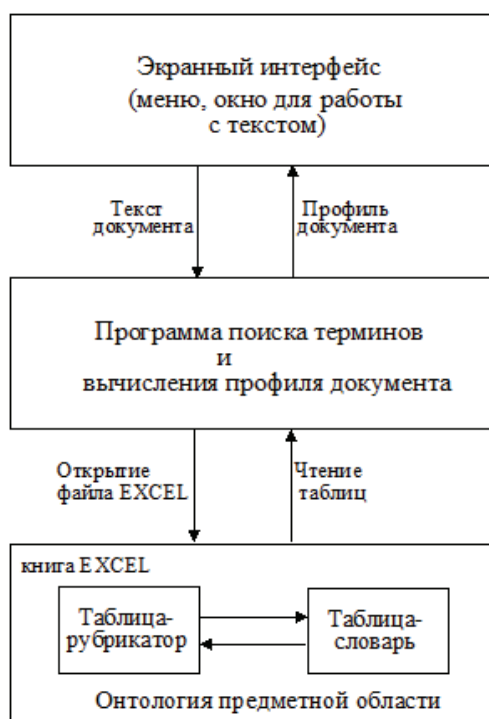 Экранный интерфейс
(меню, окно для работы
с текстом)
Текст
документа
Профиль
документа
Программа поиска терминов
и
вычисления профиля документа
Открытие
файла EXCEL
Чтение
таблиц
книга EXCEL
Таблица-
рубрикатор
Таблица-
словарь
Онтология предметной области